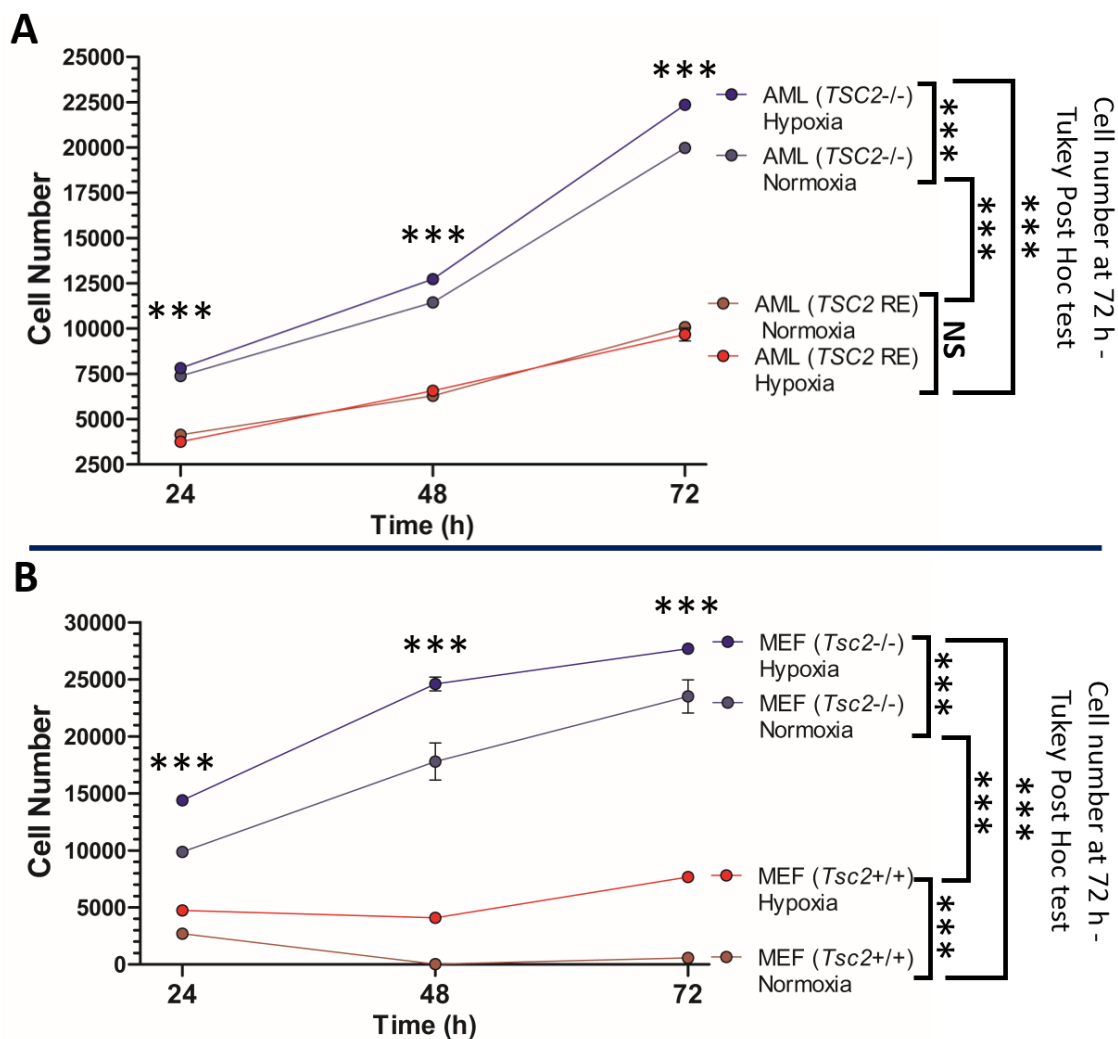 A
25000
22500
20000
17500
15000
12500
10000
7500
5000
2500
Cell Number
24
48
72
Time (h)
***
***
***
AML (TSC2-/-)
Hypoxia
AML (TSC2-/-)
Normoxia
AML (TSC2 RE)
Normoxia
AML (TSC2 RE)
Hypoxia
***
***
NS
***
Cell number at 72 h -
Tukey Post Hoc test
B
30000
25000
20000
15000
10000
5000
0
Cell Number
24
48
72
Time (h)
***
***
***
MEF (Tsc2-/-)
Hypoxia
MEF (Tsc2-/-)
Normoxia
MEF (Tsc2+/+)
Hypoxia
MEF (Tsc2+/+)
Normoxia
***
***
***
***
Cell number at 72 h -
Tukey Post Hoc test